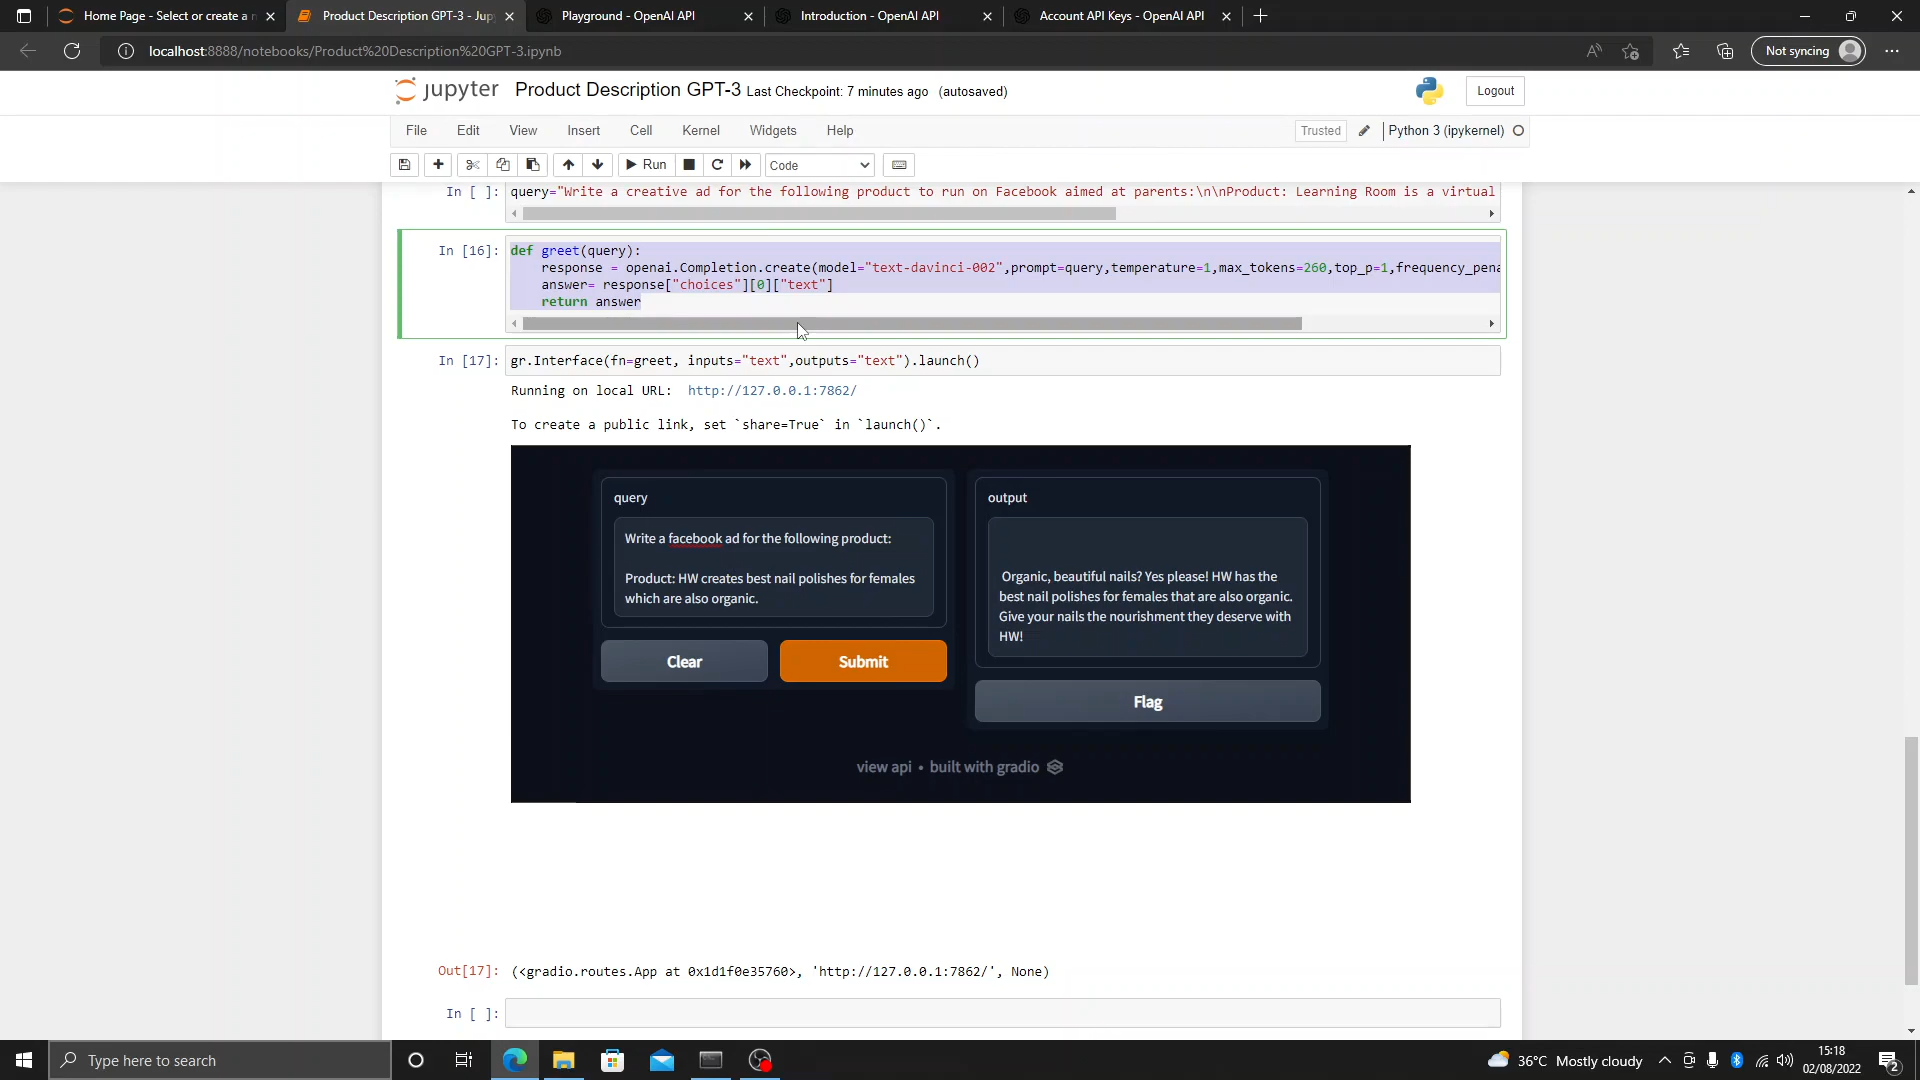 Home Page - Select or create a n
Product Description GPT-3 - Jup
Playground - OpenAI API
Introduction - OpenAI API
Account API Keys - OpenAI API
localhost:8888/notebooks/Product%20Description%20GPT-3.ipynb
Not syncing
jupyter Product Description GPT-3 Last Checkpoint: 7 minutes ago (autosaved)
Logout
File Edit View Insert Cell Kernel Widgets Help
Trusted
Python 3 (ipykernel)
Run
Code
In [ ]: query="Write a creative ad for the following product to run on Facebook aimed at parents:\n\nProduct: Learning Room is a virtual
In [16]: def greet(query):
response = openai.Completion.create(model="text-davinci-002",prompt=query,temperature=1,max_tokens=260,top_p=1,frequency_pena
answer= response["choices"][0]["text"]
return answer
In [17]: gr.Interface(fn=greet, inputs="text",outputs="text").launch()
Running on local URL: http://127.0.0.1:7862/
To create a public link, set `share=True` in `launch()`.
query
Write a facebook ad for the following product:
Product: HW creates best nail polishes for females
which are also organic.
Clear
Submit
output
Organic, beautiful nails? Yes please! HW has the
best nail polishes for females that are also organic.
Give your nails the nourishment they deserve with
HW!
Flag
view api • built with gradio
Out[17]: (<gradio.routes.App at 0x1d1f0e35760>, 'http://127.0.0.1:7862/', None)
In [ ]:
Type here to search
36°C Mostly cloudy
15:18
02/08/2022
2